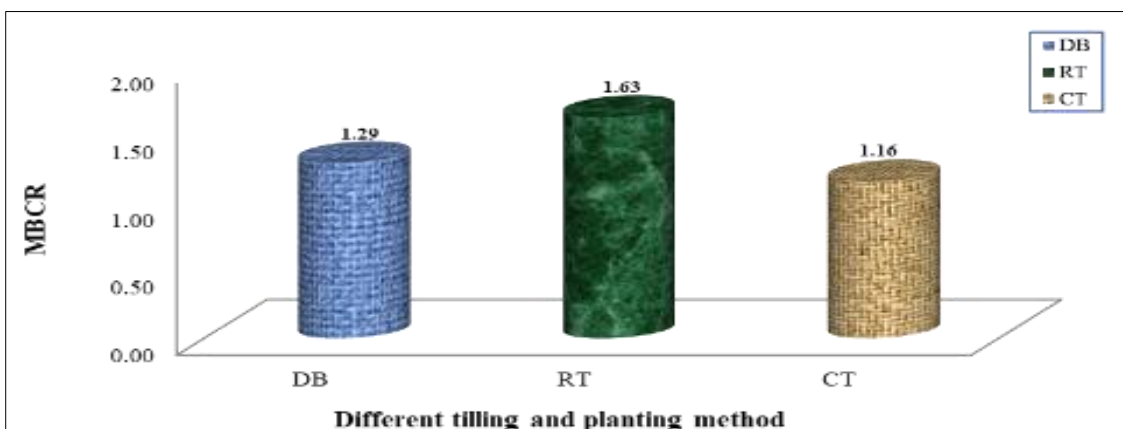 DB
RT
CT
2.00
1.50
1.00
0.50
0.00
MBCR
1.29
1.63
1.16
DB RT CT
Different tilling and planting method